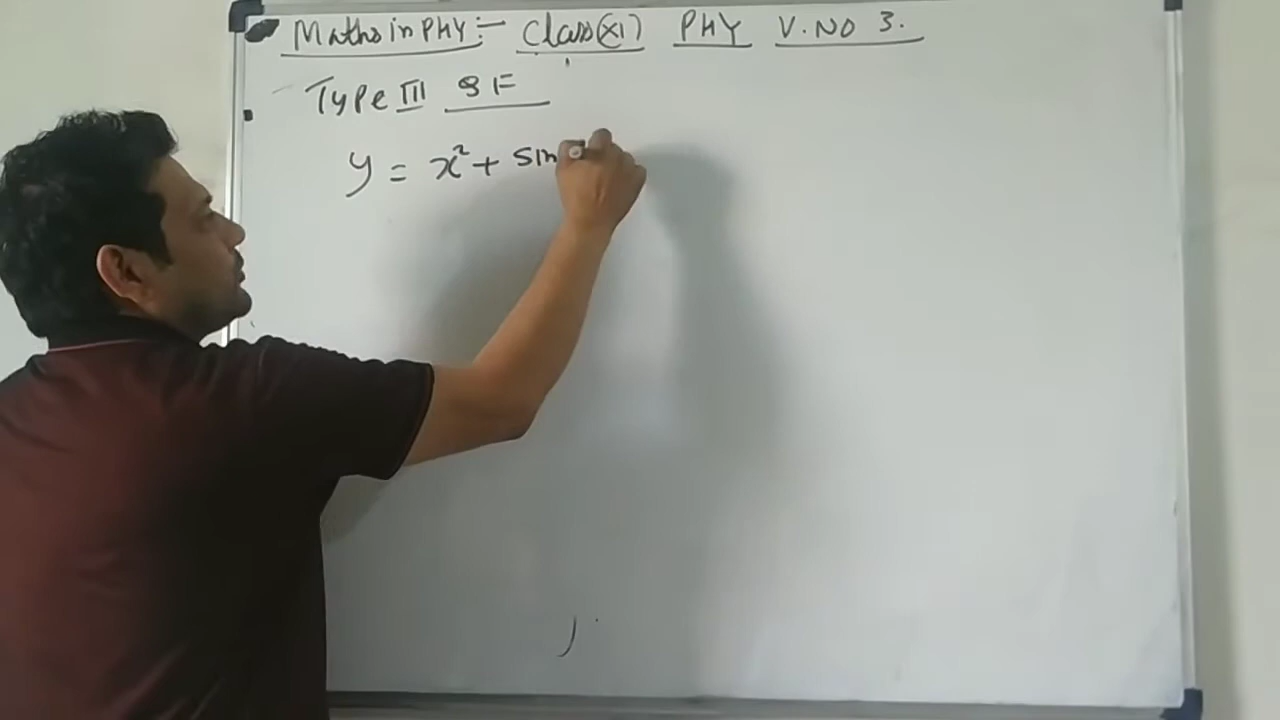 Maths in PHY:- Class(XI) PHY V.NO 3.
Type III
y = x² + sin